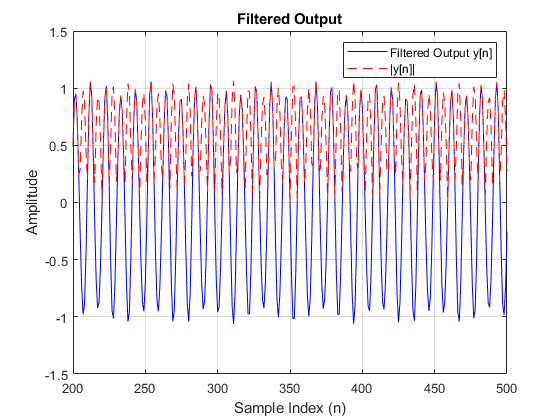 Filtered Output
1.5
Filtered Output y[n]
|y[n]|
1
0.5
0
-0.5
-1
-1.5
Amplitude
200
250
300
350
400
450
500
Sample Index (n)